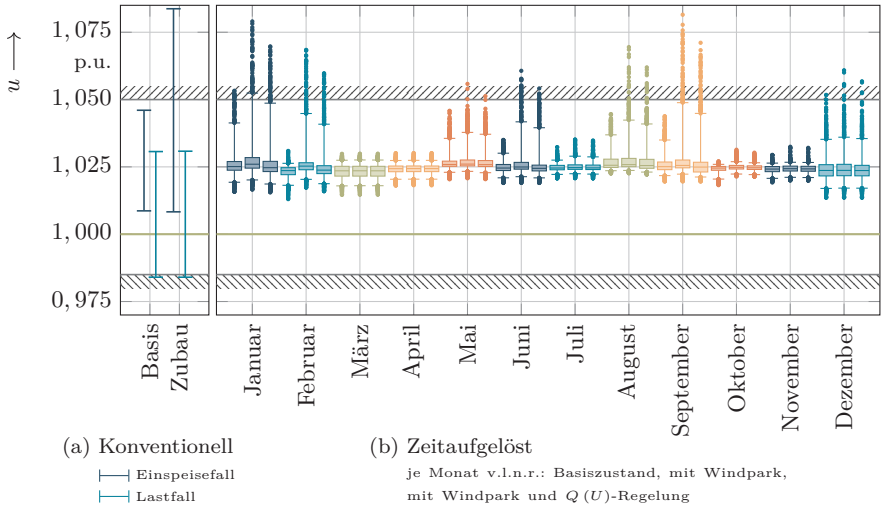 u ⟶
1,075
p.u.
1,050
1,025
1,000
0,975
Basis
Zubau
Januar
Februar
März
April
Mai
Juni
Juli
August
September
Oktober
November
Dezember
(a) Konventionell
Einspeisefall
Lastfall
(b) Zeitaufgelöst
je Monat v.l.n.r.: Basiszustand, mit Windpark,
mit Windpark und Q (U)-Regelung